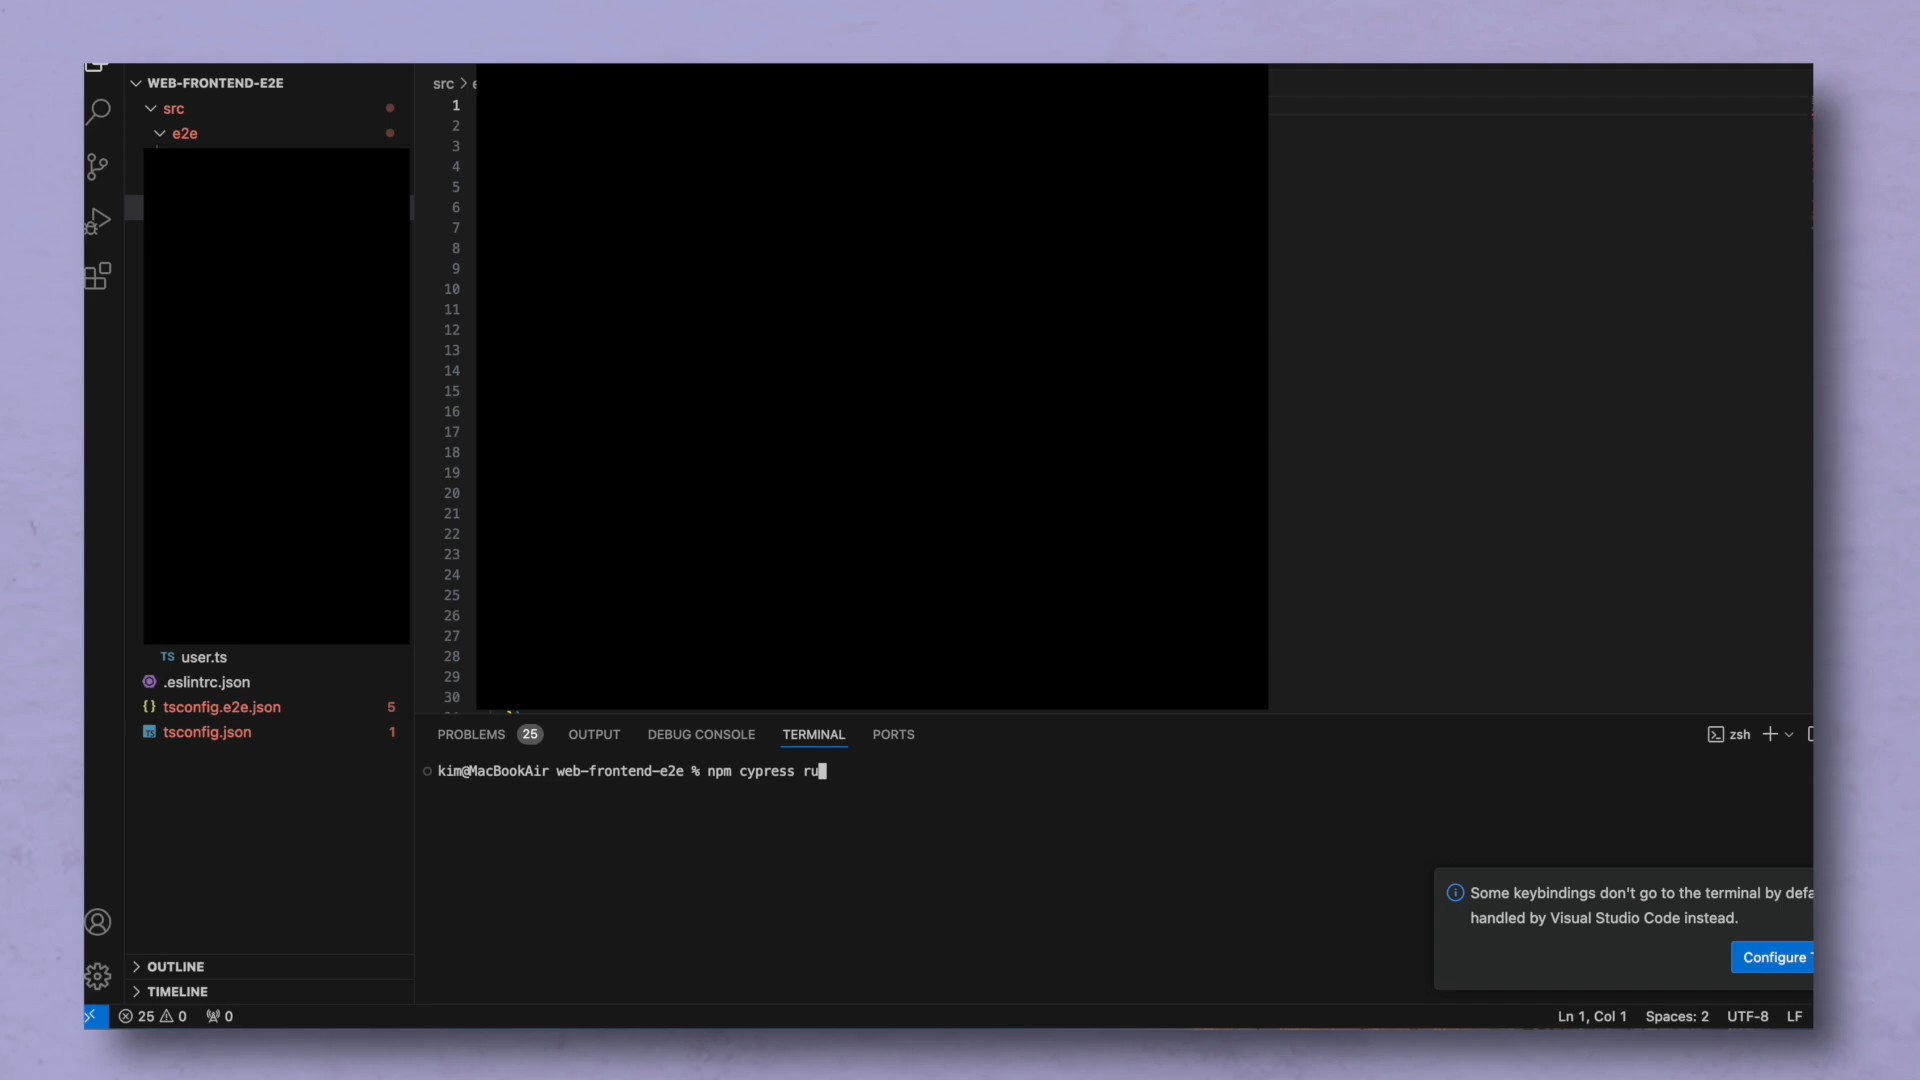 WEB-FRONTEND-E2E
src
e2e
user.ts
.eslintrc.json
tsconfig.e2e.json 5
tsconfig.json 1
OUTLINE
TIMELINE
src
1
2
3
4
5
6
7
8
9
10
11
12
13
14
15
16
17
18
19
20
21
22
23
24
25
26
27
28
29
30
PROBLEMS 25 OUTPUT DEBUG CONSOLE TERMINAL PORTS
zsh
kim@MacBookAir web-frontend-e2e % npm cypress ru
Some keybindings don't go to the terminal by
handled by Visual Studio Code instead.
Configure
25 0 0
Ln 1, Col 1 Spaces: 2 UTF-8 LF